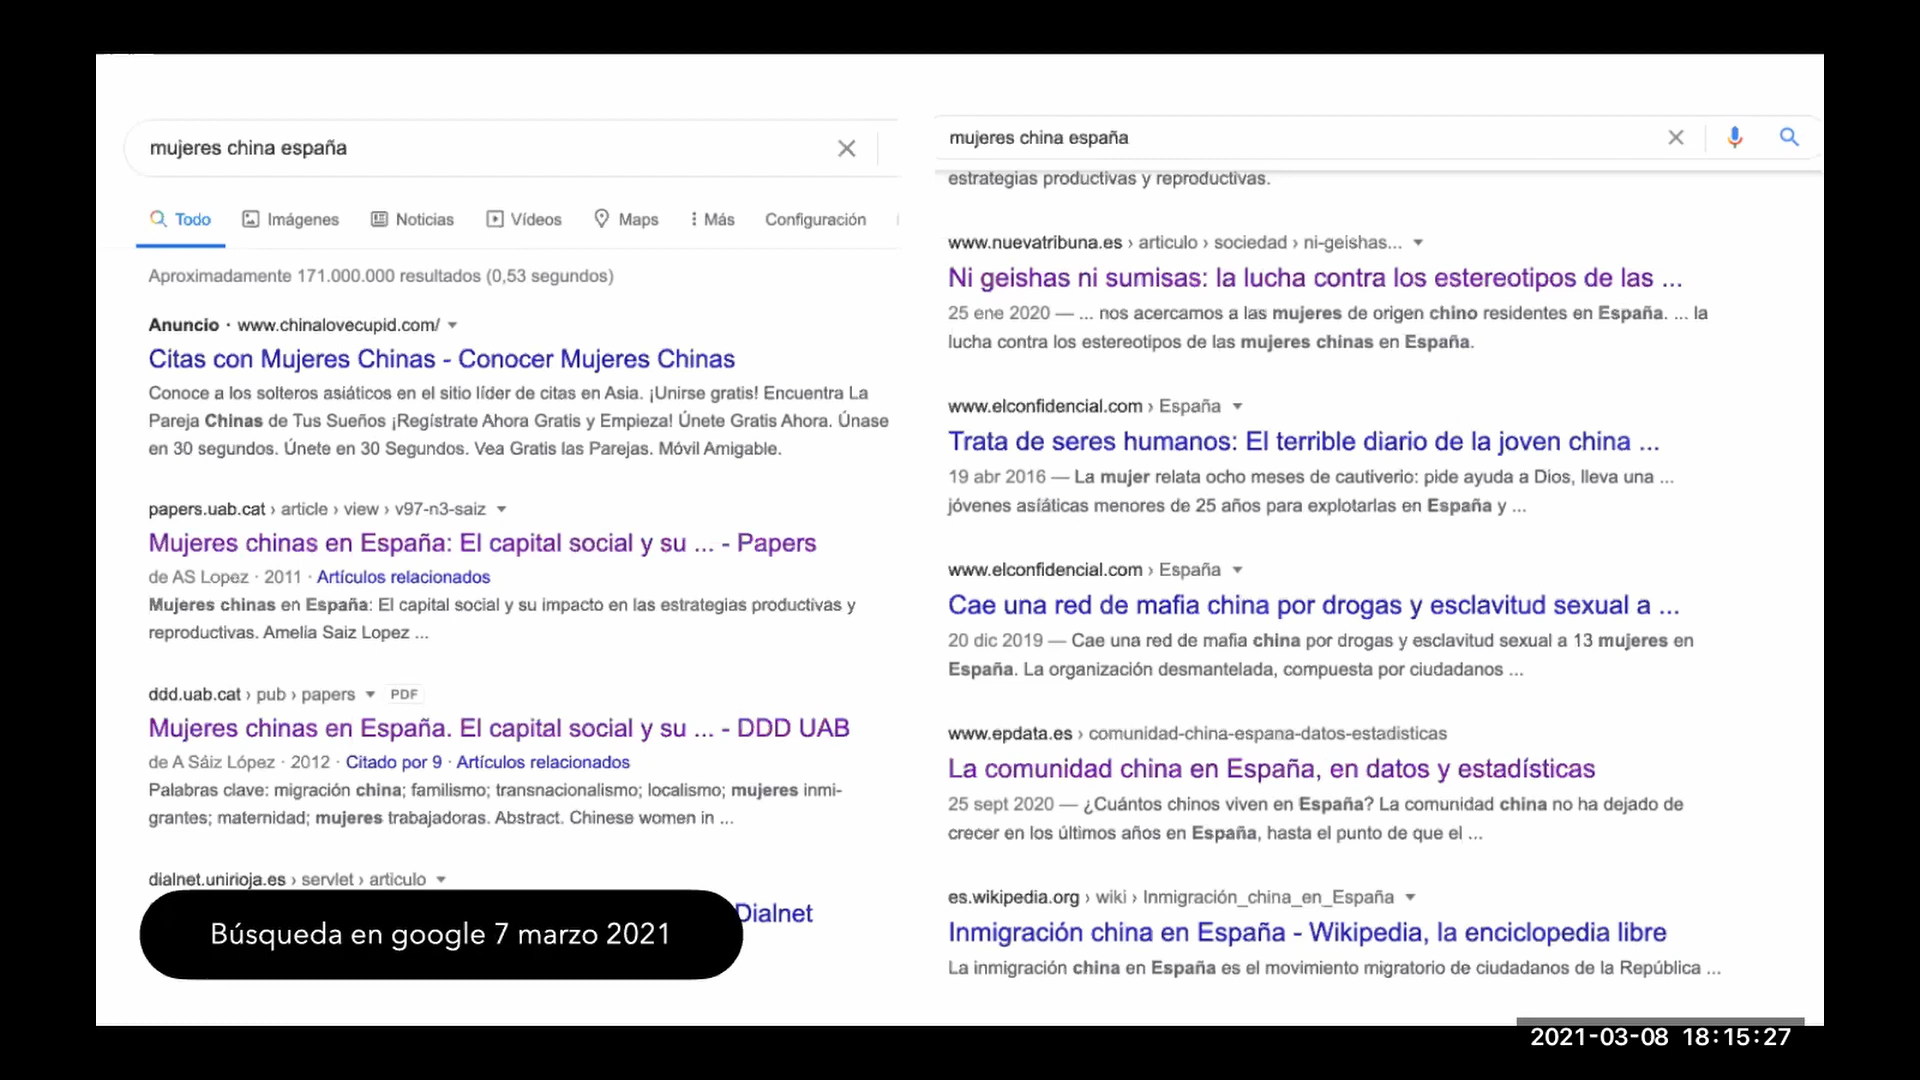 mujeres china españa
Todo Imágenes Noticias Vídeos Maps Más Configuración
Aproximadamente 171.000.000 resultados (0,53 segundos)
Anuncio · www.chinalovecupid.com/
Citas con Mujeres Chinas - Conocer Mujeres Chinas
Conoce a los solteros asiáticos en el sitio líder de citas en Asia. ¡Unirse gratis! Encuentra La
Pareja Chinas de Tus Sueños ¡Regístrate Ahora Gratis y Empieza! Únete Gratis Ahora. Únase
en 30 segundos. Únete en 30 Segundos. Vea Gratis las Parejas. Móvil Amigable.
papers.uab.cat › article › view › v97-n3-saiz
Mujeres chinas en España: El capital social y su ... - Papers
de AS Lopez · 2011 · Artículos relacionados
Mujeres chinas en España: El capital social y su impacto en las estrategias productivas y
reproductivas. Amelia Saiz Lopez ...
ddd.uab.cat › pub › papers PDF
Mujeres chinas en España. El capital social y su ... - DDD UAB
de A Sáiz López · 2012 · Citado por 9 · Artículos relacionados
Palabras clave: migración china; familismo; transnacionalismo; localismo; mujeres inmi-
grantes; maternidad; mujeres trabajadoras. Abstract. Chinese women in ...
dialnet.unirioja.es › servlet › articulo
Dialnet
Búsqueda en google 7 marzo 2021
mujeres china españa
estrategias productivas y reproductivas.
www.nuevatribuna.es › articulo › sociedad › ni-geishas...
Ni geishas ni sumisas: la lucha contra los estereotipos de las ...
25 ene 2020 — ... nos acercamos a las mujeres de origen chino residentes en España. ... la
lucha contra los estereotipos de las mujeres chinas en España.
www.elconfidencial.com › España
Trata de seres humanos: El terrible diario de la joven china ...
19 abr 2016 — La mujer relata ocho meses de cautiverio: pide ayuda a Dios, lleva una ...
jóvenes asíáticas menores de 25 años para explotarlas en España y ...
www.elconfidencial.com › España
Cae una red de mafia china por drogas y esclavitud sexual a ...
20 dic 2019 — Cae una red de mafia china por drogas y esclavitud sexual a 13 mujeres en
España. La organización desmantelada, compuesta por ciudadanos ...
www.epdata.es › comunidad-china-espana-datos-estadisticas
La comunidad china en España, en datos y estadísticas
25 sept 2020 — ¿Cuántos chinos viven en España? La comunidad china no ha dejado de
crecer en los últimos años en España, hasta el punto de que el ...
es.wikipedia.org › wiki › Inmigración_china_en_España
Inmigración china en España - Wikipedia, la enciclopedia libre
La inmigración china en España es el movimiento migratorio de ciudadanos de la República ...
2021-03-08 18:15:27